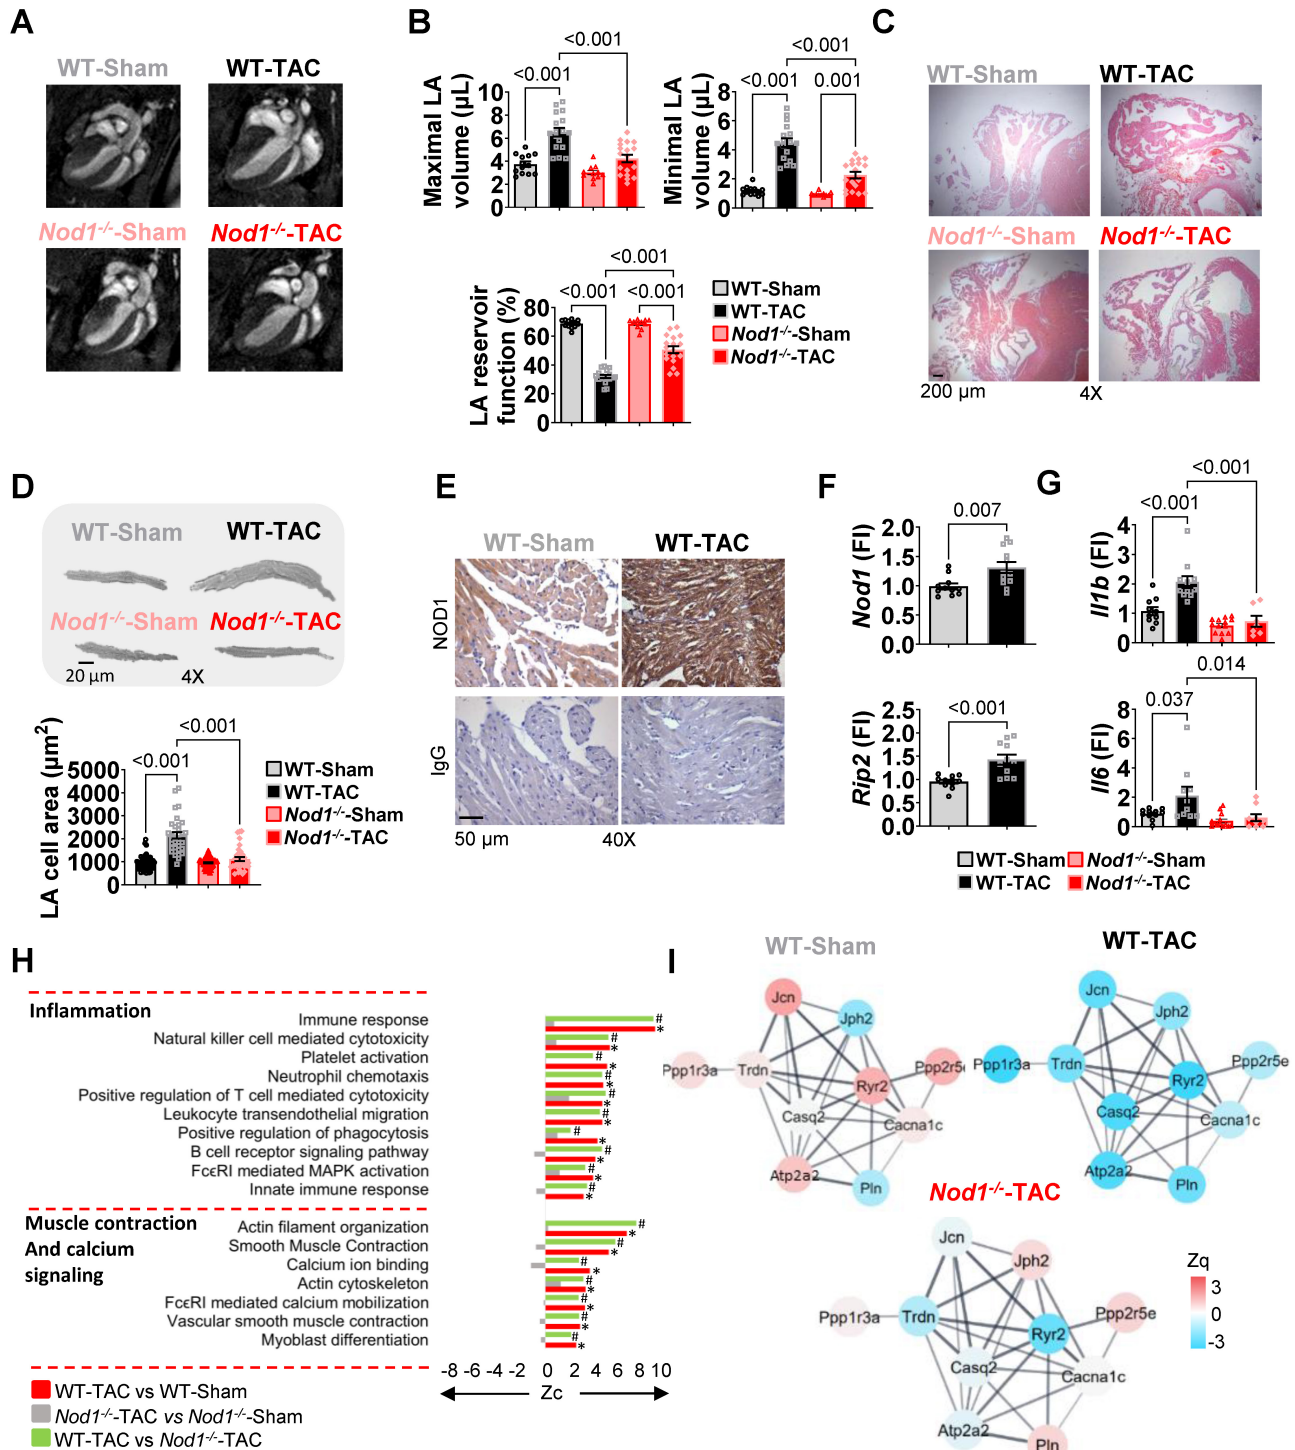 A
WT-Sham
WT-TAC
Nod1-/--Sham
Nod1-/--TAC
B
Maximal LA
volume (µL)
10
8
6
4
2
0
<0.001
<0.001
Minimal LA
volume (µL)
8
6
4
2
0
<0.001
<0.001
0.001
LA reservoir
function (%)
80
60
40
20
0
<0.001
<0.001
<0.001
WT-Sham
WT-TAC
Nod1-/--Sham
Nod1-/--TAC
C
WT-Sham
WT-TAC
Nod1-/--Sham
Nod1-/--TAC
200 µm
4X
D
WT-Sham
WT-TAC
Nod1-/--Sham
Nod1-/--TAC
20 µm
4X
LA cell area (µm2)
5000
4000
3000
2000
1000
0
<0.001
<0.001
WT-Sham
WT-TAC
Nod1-/--Sham
Nod1-/--TAC
E
WT-Sham
WT-TAC
NOD1
IgG
50 µm
40X
F
Nod1 (FI)
2.0
1.5
1.0
0.5
0.0
0.007
Rip2 (FI)
2.5
2.0
1.5
1.0
0.5
0.0
<0.001
G
Il1b (FI)
4
3
2
1
0
<0.001
<0.001
Il6 (FI)
8
6
4
2
0
0.014
0.037
WT-Sham
Nod1-/--Sham
WT-TAC
Nod1-/--TAC
H
Inflammation
Immune response
Natural killer cell mediated cytotoxicity
Platelet activation
Neutrophil chemotaxis
Positive regulation of T cell mediated cytotoxicity
Leukocyte transendothelial migration
Positive regulation of phagocytosis
B cell receptor signaling pathway
FcεRI mediated MAPK activation
Innate immune response
Muscle contraction
And calcium
signaling
Actin filament organization
Smooth Muscle Contraction
Calcium ion binding
Actin cytoskeleton
FcεRI mediated calcium mobilization
Vascular smooth muscle contraction
Myoblast differentiation
# * # * # * # * # * # * # * # * # * # *
# * # * # * # * # * # * # *
-8 -6 -4 -2 0 2 4 6 8 10
Zc
WT-TAC vs WT-Sham
Nod1-/--TAC vs Nod1-/--Sham
WT-TAC vs Nod1-/--TAC
I
WT-Sham
Jcn
Jph2
Ppp1r3a
Trdn
Ryr2
Ppp2r5e
Casq2
Cacna1c
Atp2a2
Pln
WT-TAC
Jcn
Jph2
Ppp1r3a
Trdn
Ryr2
Ppp2r5e
Casq2
Cacna1c
Atp2a2
Pln
Nod1-/--TAC
Jcn
Jph2
Ppp1r3a
Trdn
Ryr2
Ppp2r5e
Casq2
Cacna1c
Atp2a2
Pln
Zq
3
0
-3